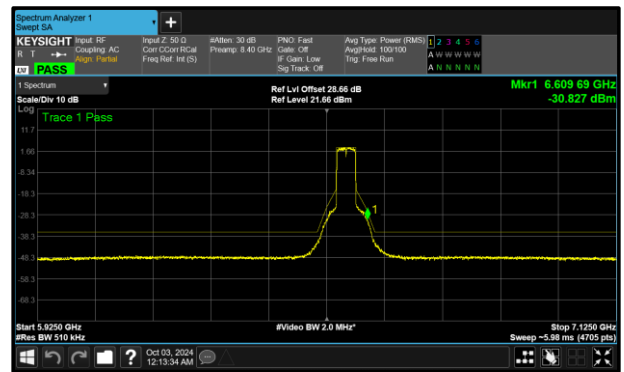 Spectrum Analyzer 1
Swept SA
+
KEYSIGHT
R T
LXI
PASS
Input: RF
Coupling: AC
Align: Partial
Input Z: 50 Ω
Corr CCorr RCal
Freq Ref: Int (S)
#Atten: 30 dB
Preamp: 8.40 GHz
PNO: Fast
Gate: Off
IF Gain: Low
Sig Track: Off
Avg Type: Power (RMS)
Avg|Hold: 100/100
Trig: Free Run
1 2 3 4 5 6
A W W W W W
A N N N N N
1 Spectrum
Scale/Div 10 dB
Ref Lvl Offset 28.66 dB
Ref Level 21.66 dBm
Mkr1 6.609 69 GHz
-30.827 dBm
Log
Trace 1 Pass
11.7
1.66
-8.34
-18.3
-28.3
-38.3
-48.3
-58.3
-68.3
1
Start 5.9250 GHz
#Res BW 510 kHz
#Video BW 2.0 MHz*
Stop 7.1250 GHz
Sweep ~5.98 ms (4705 pts)
?
Oct 03, 2024
12:13:34 AM